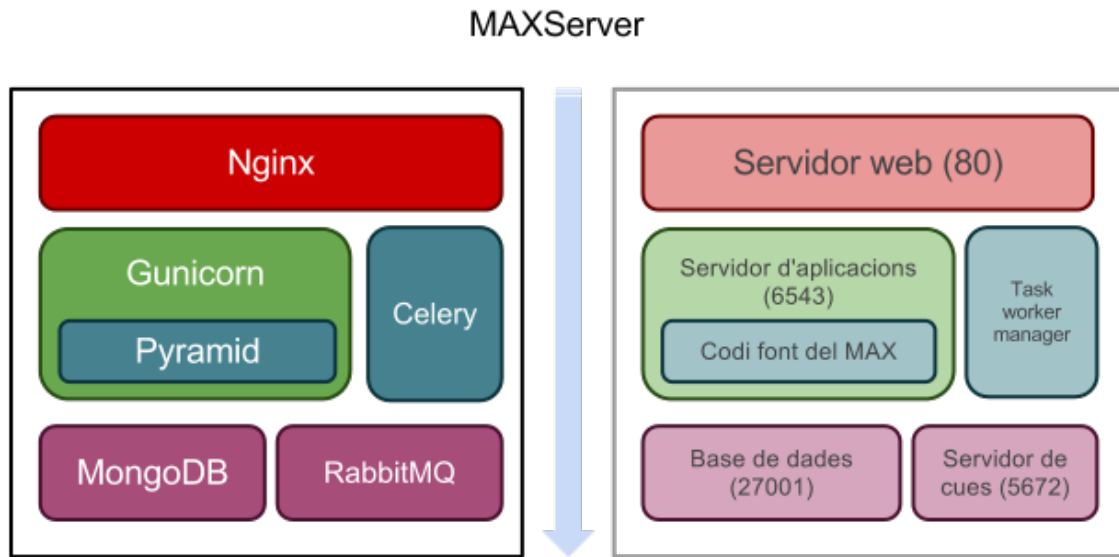 MAXServer
Nginx
Gunicorn
Pyramid
Celery
MongoDB
RabbitMQ
Servidor web (80)
Servidor d'aplicacions
(6543)
Codi font del MAX
Task
worker
manager
Base de dades
(27001)
Servidor de
cues (5672)